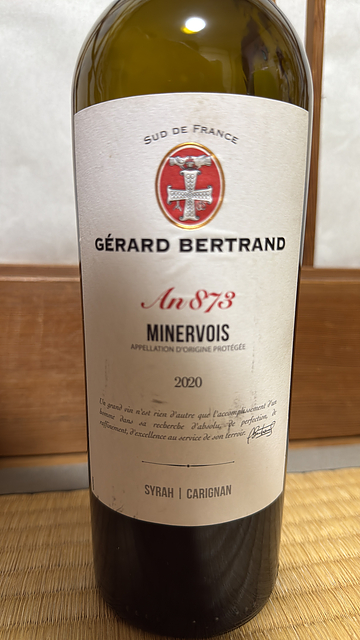 SUD DE FRANCE
GÉRARD BERTRAND
An 873
MINERVOIS
APPELLATION D'ORIGINE PROTÉGÉE
2020
Un grand vin n'est rien d'autre que l'accomplissement d'un
homme dans sa recherche d'absolu, de perfection, de
raffinement, d'excellence au service de son terroir.
SYRAH | CARIGNAN